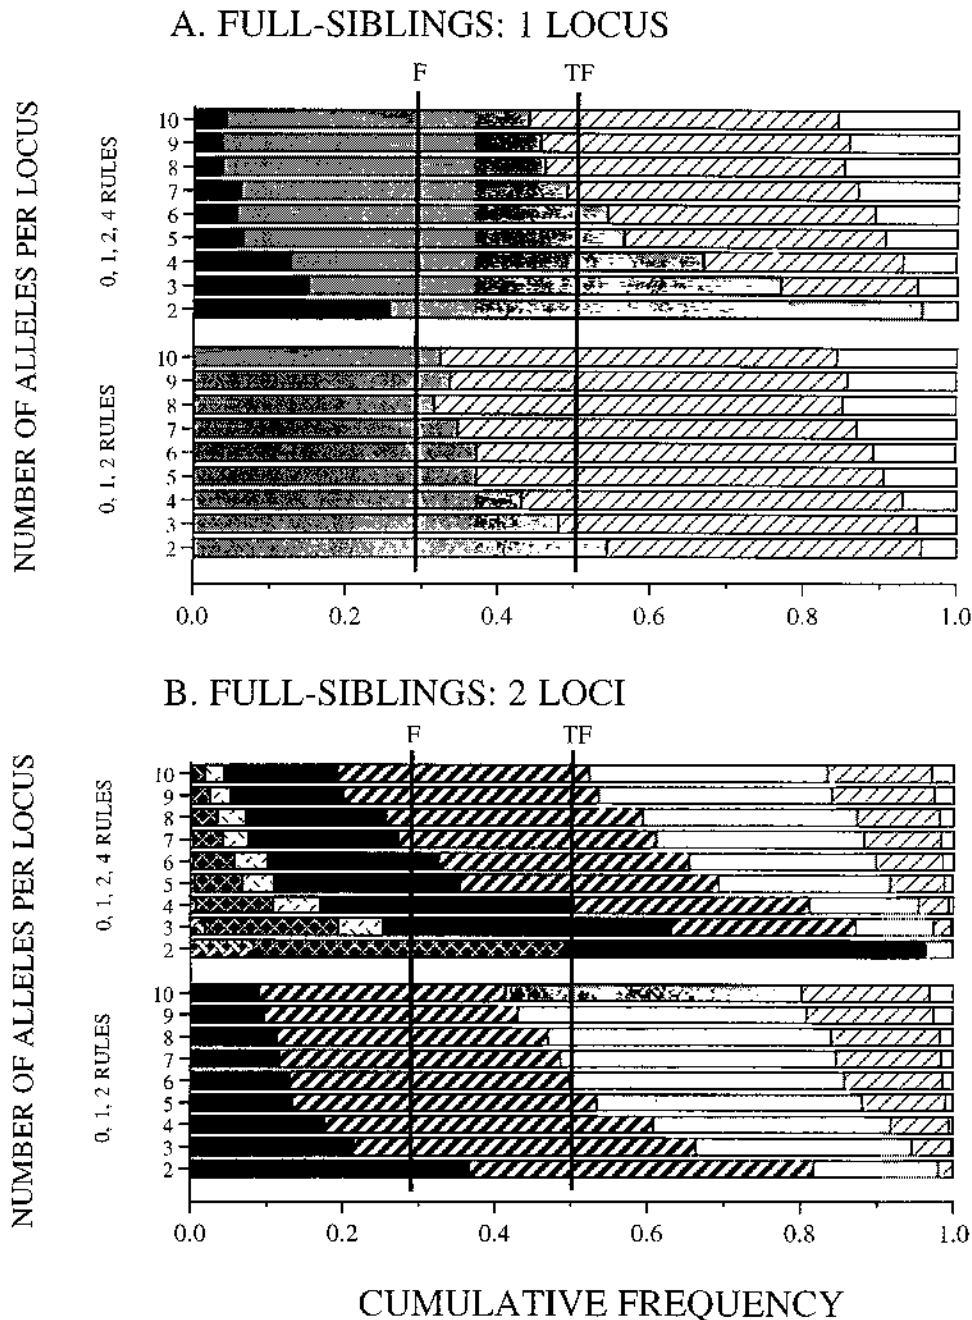 A. FULL-SIBLINGS: 1 LOCUS
F TF
NUMBER OF ALLELES PER LOCUS
0, 1, 2, 4 RULES
10
9
8
7
6
5
4
3
2
0, 1, 2 RULES
10
9
8
7
6
5
4
3
2
0.0 0.2 0.4 0.6 0.8 1.0
B. FULL-SIBLINGS: 2 LOCI
F TF
NUMBER OF ALLELES PER LOCUS
0, 1, 2, 4 RULES
10
9
8
7
6
5
4
3
2
0, 1, 2 RULES
10
9
8
7
6
5
4
3
2
0.0 0.2 0.4 0.6 0.8 1.0
CUMULATIVE FREQUENCY